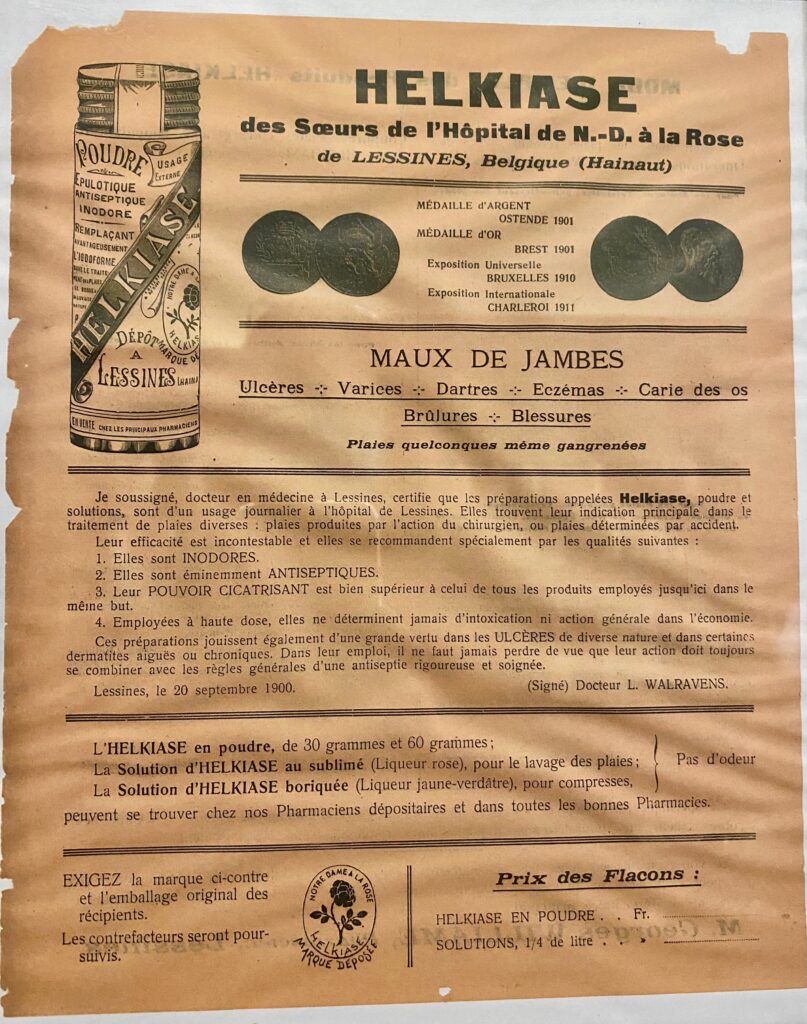 HELKIASE
des Sœurs de l'Hôpital de N.-D. à la Rose
de LESSINES, Belgique (Hainaut)
POUDRE
USAGE
EXTERNE
ÉPULOTIQUE
ANTISEPTIQUE
INODORE
REMPLAÇANT
AVANTAGEUSEMENT
L'IODOFORME
HELKIASE
NOTRE DAME A LA ROSE
HELKIASE
MARQUE DE
DÉPÔT
A
LESSINES (HAINA
EN VENTE CHEZ LES PRINCIPAUX PHARMACIENS
MÉDAILLE d'ARGENT
OSTENDE 1901
MÉDAILLE d'OR
BREST 1901
Exposition Universelle
BRUXELLES 1910
Exposition Internationale
CHARLEROI 1911
MAUX DE JAMBES
Ulcères ⁘ Varices ⁘ Dartres ⁘ Eczémas ⁘ Carie des os
Brûlures ⁘ Blessures
Plaies quelconques même gangrenées
Je soussigné, docteur en médecine à Lessines, certifie que les préparations appelées Helkiase, poudre et
solutions, sont d'un usage journalier à l'hôpital de Lessines. Elles trouvent leur indication principale dans le
traitement de plaies diverses : plaies produites par l'action du chirurgien, ou plaies déterminées par accident.
Leur efficacité est incontestable et elles se recommandent spécialement par les qualités suivantes :
1. Elles sont INODORES.
2. Elles sont éminemment ANTISEPTIQUES.
3. Leur POUVOIR CICATRISANT est bien supérieur à celui de tous les produits employés jusqu'ici dans le
même but.
4. Employées à haute dose, elles ne déterminent jamais d'intoxication ni action générale dans l'économie.
Ces préparations jouissent également d'une grande vertu dans les ULCÈRES de diverse nature et dans certaines
dermatites aiguës ou chroniques. Dans leur emploi, il ne faut jamais perdre de vue que leur action doit toujours
se combiner avec les règles générales d'une antiseptie rigoureuse et soignée.
Lessines, le 20 septembre 1900. (Signé) Docteur L. WALRAVENS.
L'HELKIASE en poudre, de 30 grammes et 60 grammes ;
La Solution d'HELKIASE au sublimé (Liqueur rose), pour le lavage des plaies ; Pas d'odeur
La Solution d'HELKIASE boriquée (Liqueur jaune-verdâtre), pour compresses,
peuvent se trouver chez nos Pharmaciens dépositaires et dans toutes les bonnes Pharmacies.
EXIGEZ la marque ci-contre
et l'emballage original des
récipients.
Les contrefacteurs seront pour-
suivis.
NOTRE DAME A LA ROSE
HELKIASE
MARQUE DÉPOSÉE
Prix des Flacons :
HELKIASE EN POUDRE . . Fr.
SOLUTIONS, 1/4 de litre . . »